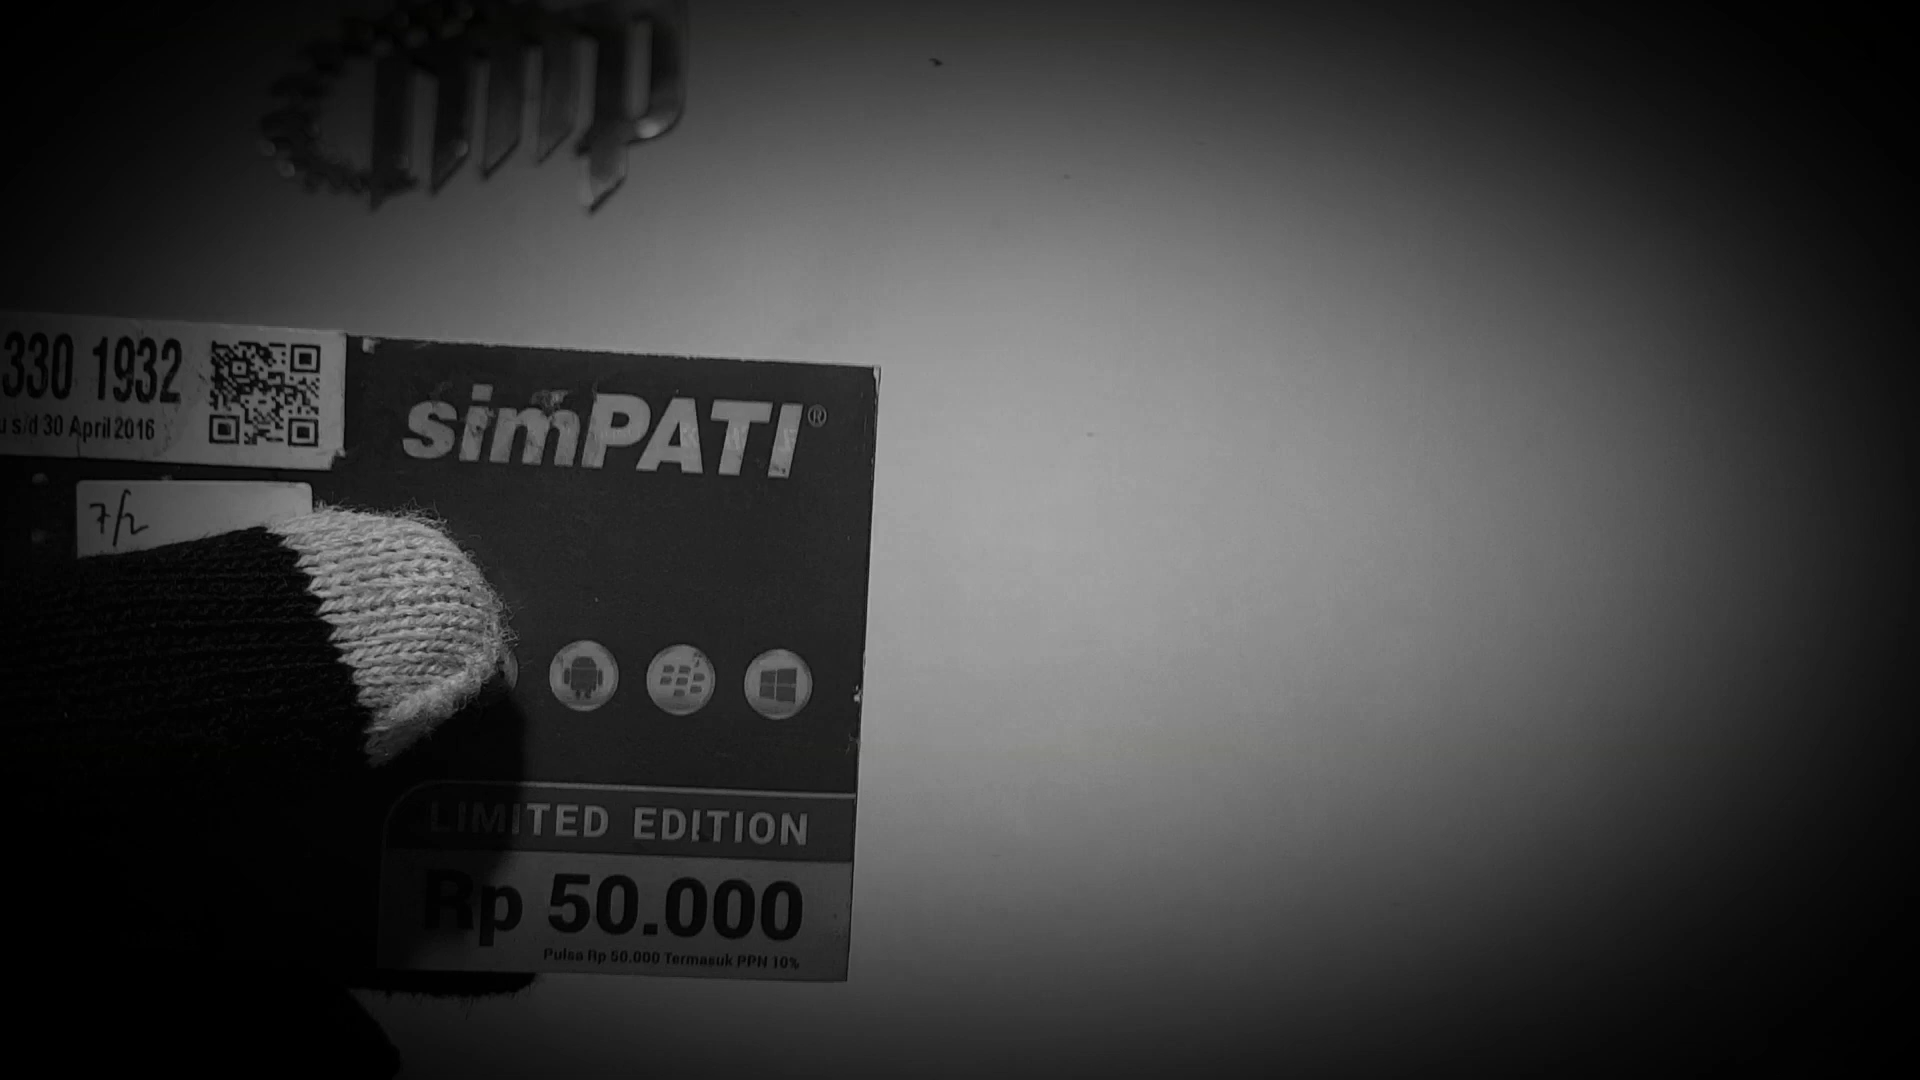 330 1932
s/d 30 April 2016
simPATI®
7/2
LIMITED EDITION
Rp 50.000
Pulsa Rp 50.000 Termasuk PPN 10%